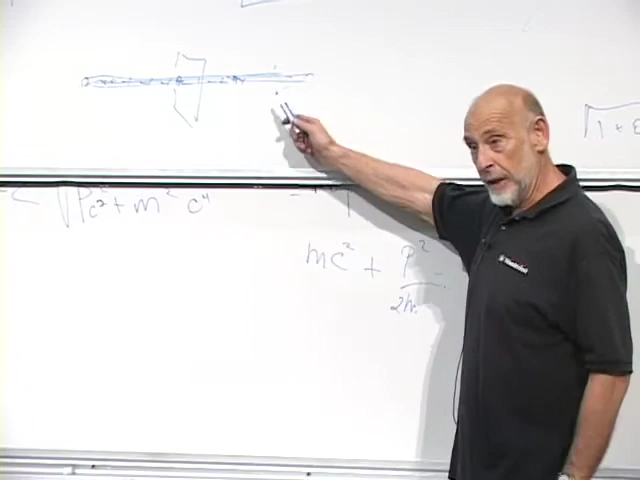 √1 + ε
√P²c² + m²c⁴
mc² + P²
2m